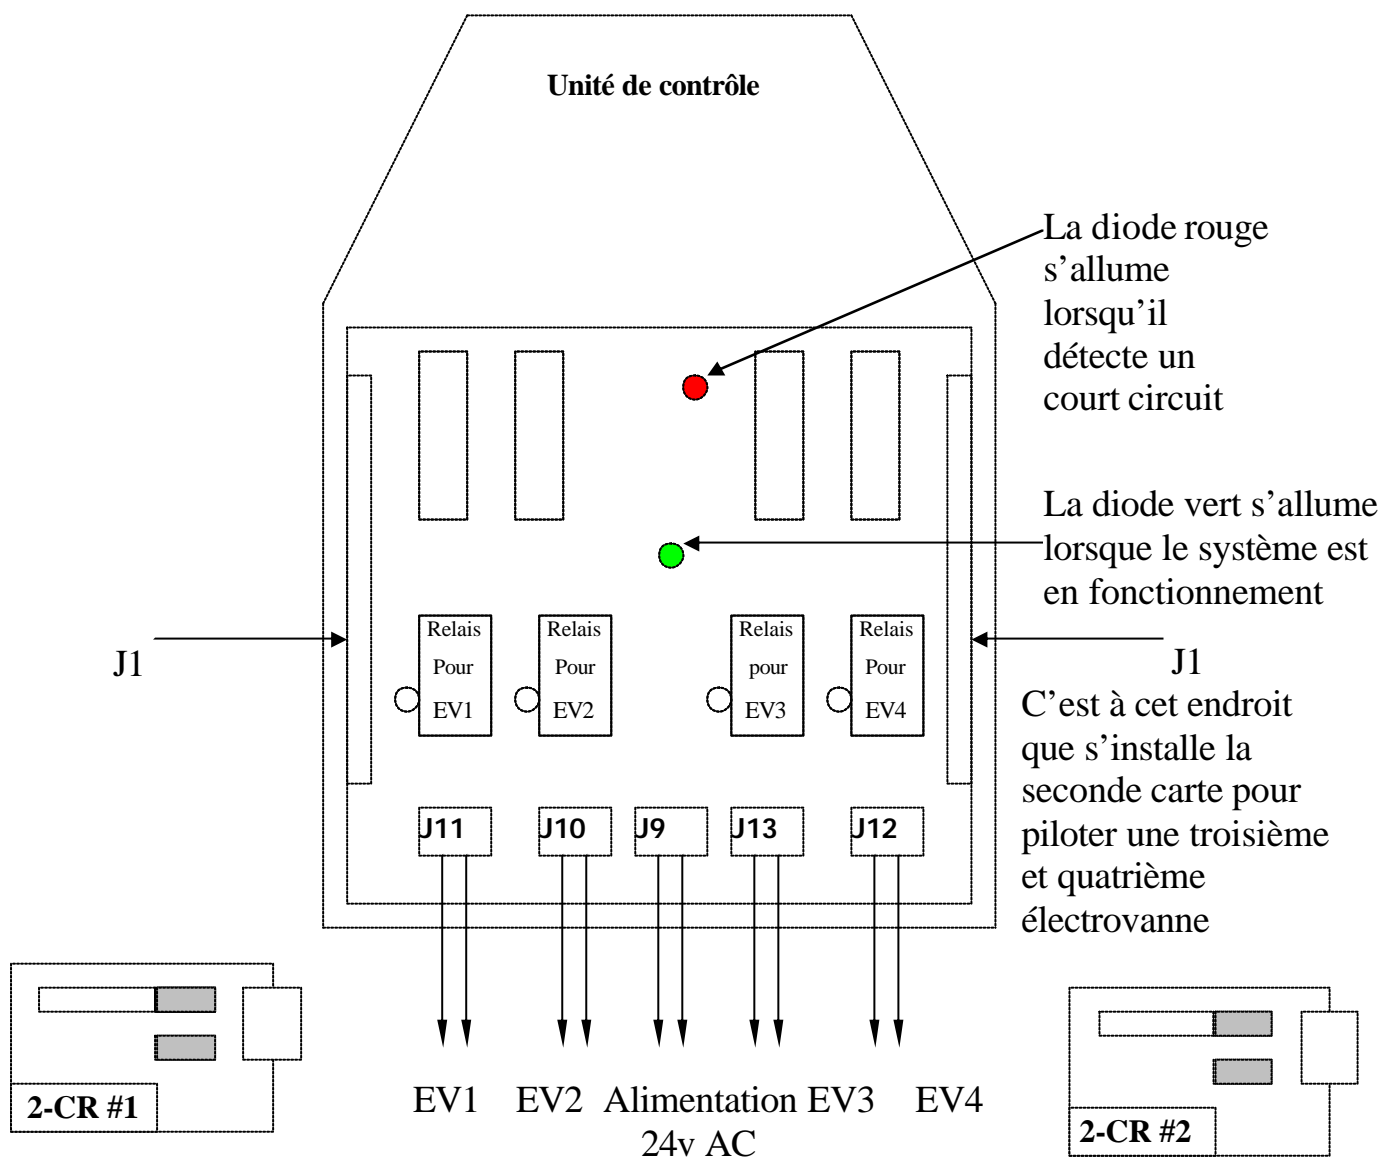 Unité de contrôle
La diode rouge
s’allume
lorsqu’il
détecte un
court circuit
La diode vert s’allume
lorsque le système est
en fonctionnement
Relais
Pour
EV1
Relais
Pour
EV2
Relais
pour
EV3
Relais
Pour
EV4
J1
J1
C’est à cet endroit
que s’installe la
seconde carte pour
piloter une troisième
et quatrième
électrovanne
J11
J10
J9
J13
J12
2-CR #1
EV1
EV2
Alimentation
24v AC
EV3
EV4
2-CR #2